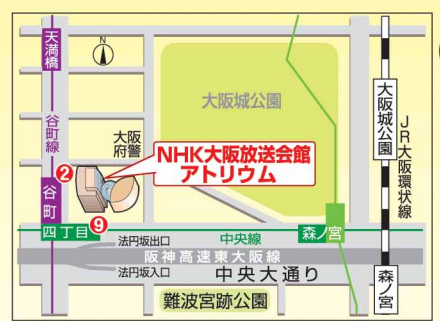 天満橋
N
大阪城公園
大阪城公園
JR大阪環状線
谷町線
大阪
府警
NHK大阪放送会館
アトリウム
2
谷町
四丁目
9
法円坂出口
中央線
森ノ宮
阪神高速東大阪線
法円坂入口
中央大通り
森ノ宮
難波宮跡公園